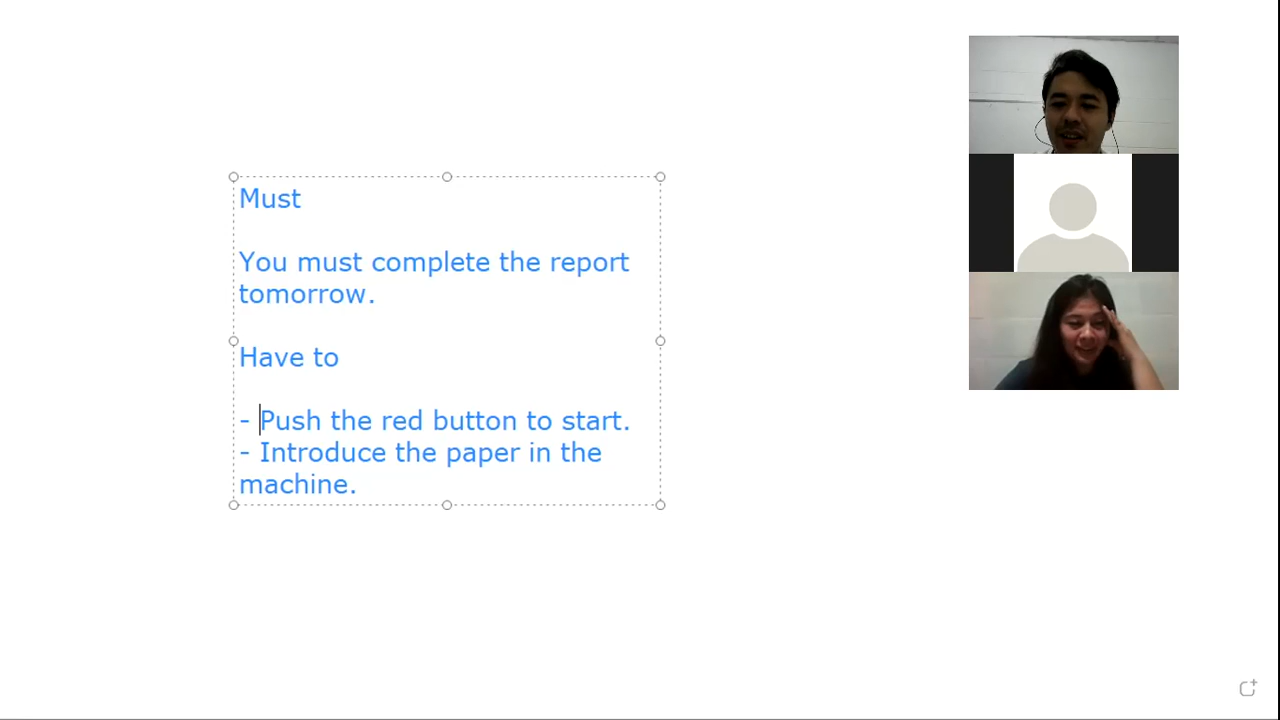 Must
You must complete the report
tomorrow.
Have to
- Push the red button to start.
- Introduce the paper in the
machine.